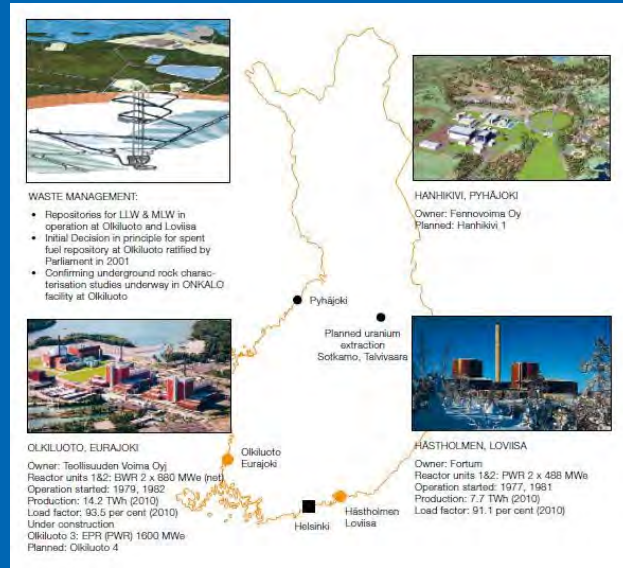 WASTE MANAGEMENT:
• Repositories for LLW & MLW in
operation at Olkiluoto and Loviisa
• Initial Decision in principle for spent
fuel repository at Olkiluoto ratified by
Parliament in 2001
• Confirming underground rock charac-
terisation studies underway in ONKALO
facility at Olkiluoto
HANHIKIVI, PYHÄJOKI
Owner: Fennovoima Oy
Planned: Hanhikivi 1
Pyhäjoki
Planned uranium
extraction
Sotkamo, Talvivaara
OLKILUOTO, EURAJOKI
Owner: Teollisuuden Voima Oyj
Reactor units 1&2: BWR 2 x 880 MWe (net)
Operation started: 1979, 1982
Production: 14.2 TWh (2010)
Load factor: 93.5 per cent (2010)
Under construction
Olkiluoto 3: EPR (PWR) 1600 MWe
Planned: Olkiluoto 4
Olkiluoto
Eurajoki
Helsinki
Hästholmen
Loviisa
HÄSTHOLMEN, LOVIISA
Owner: Fortum
Reactor units 1&2: PWR 2 x 488 MWe
Operation started: 1977, 1981
Production: 7.7 TWh (2010)
Load factor: 91.1 per cent (2010)